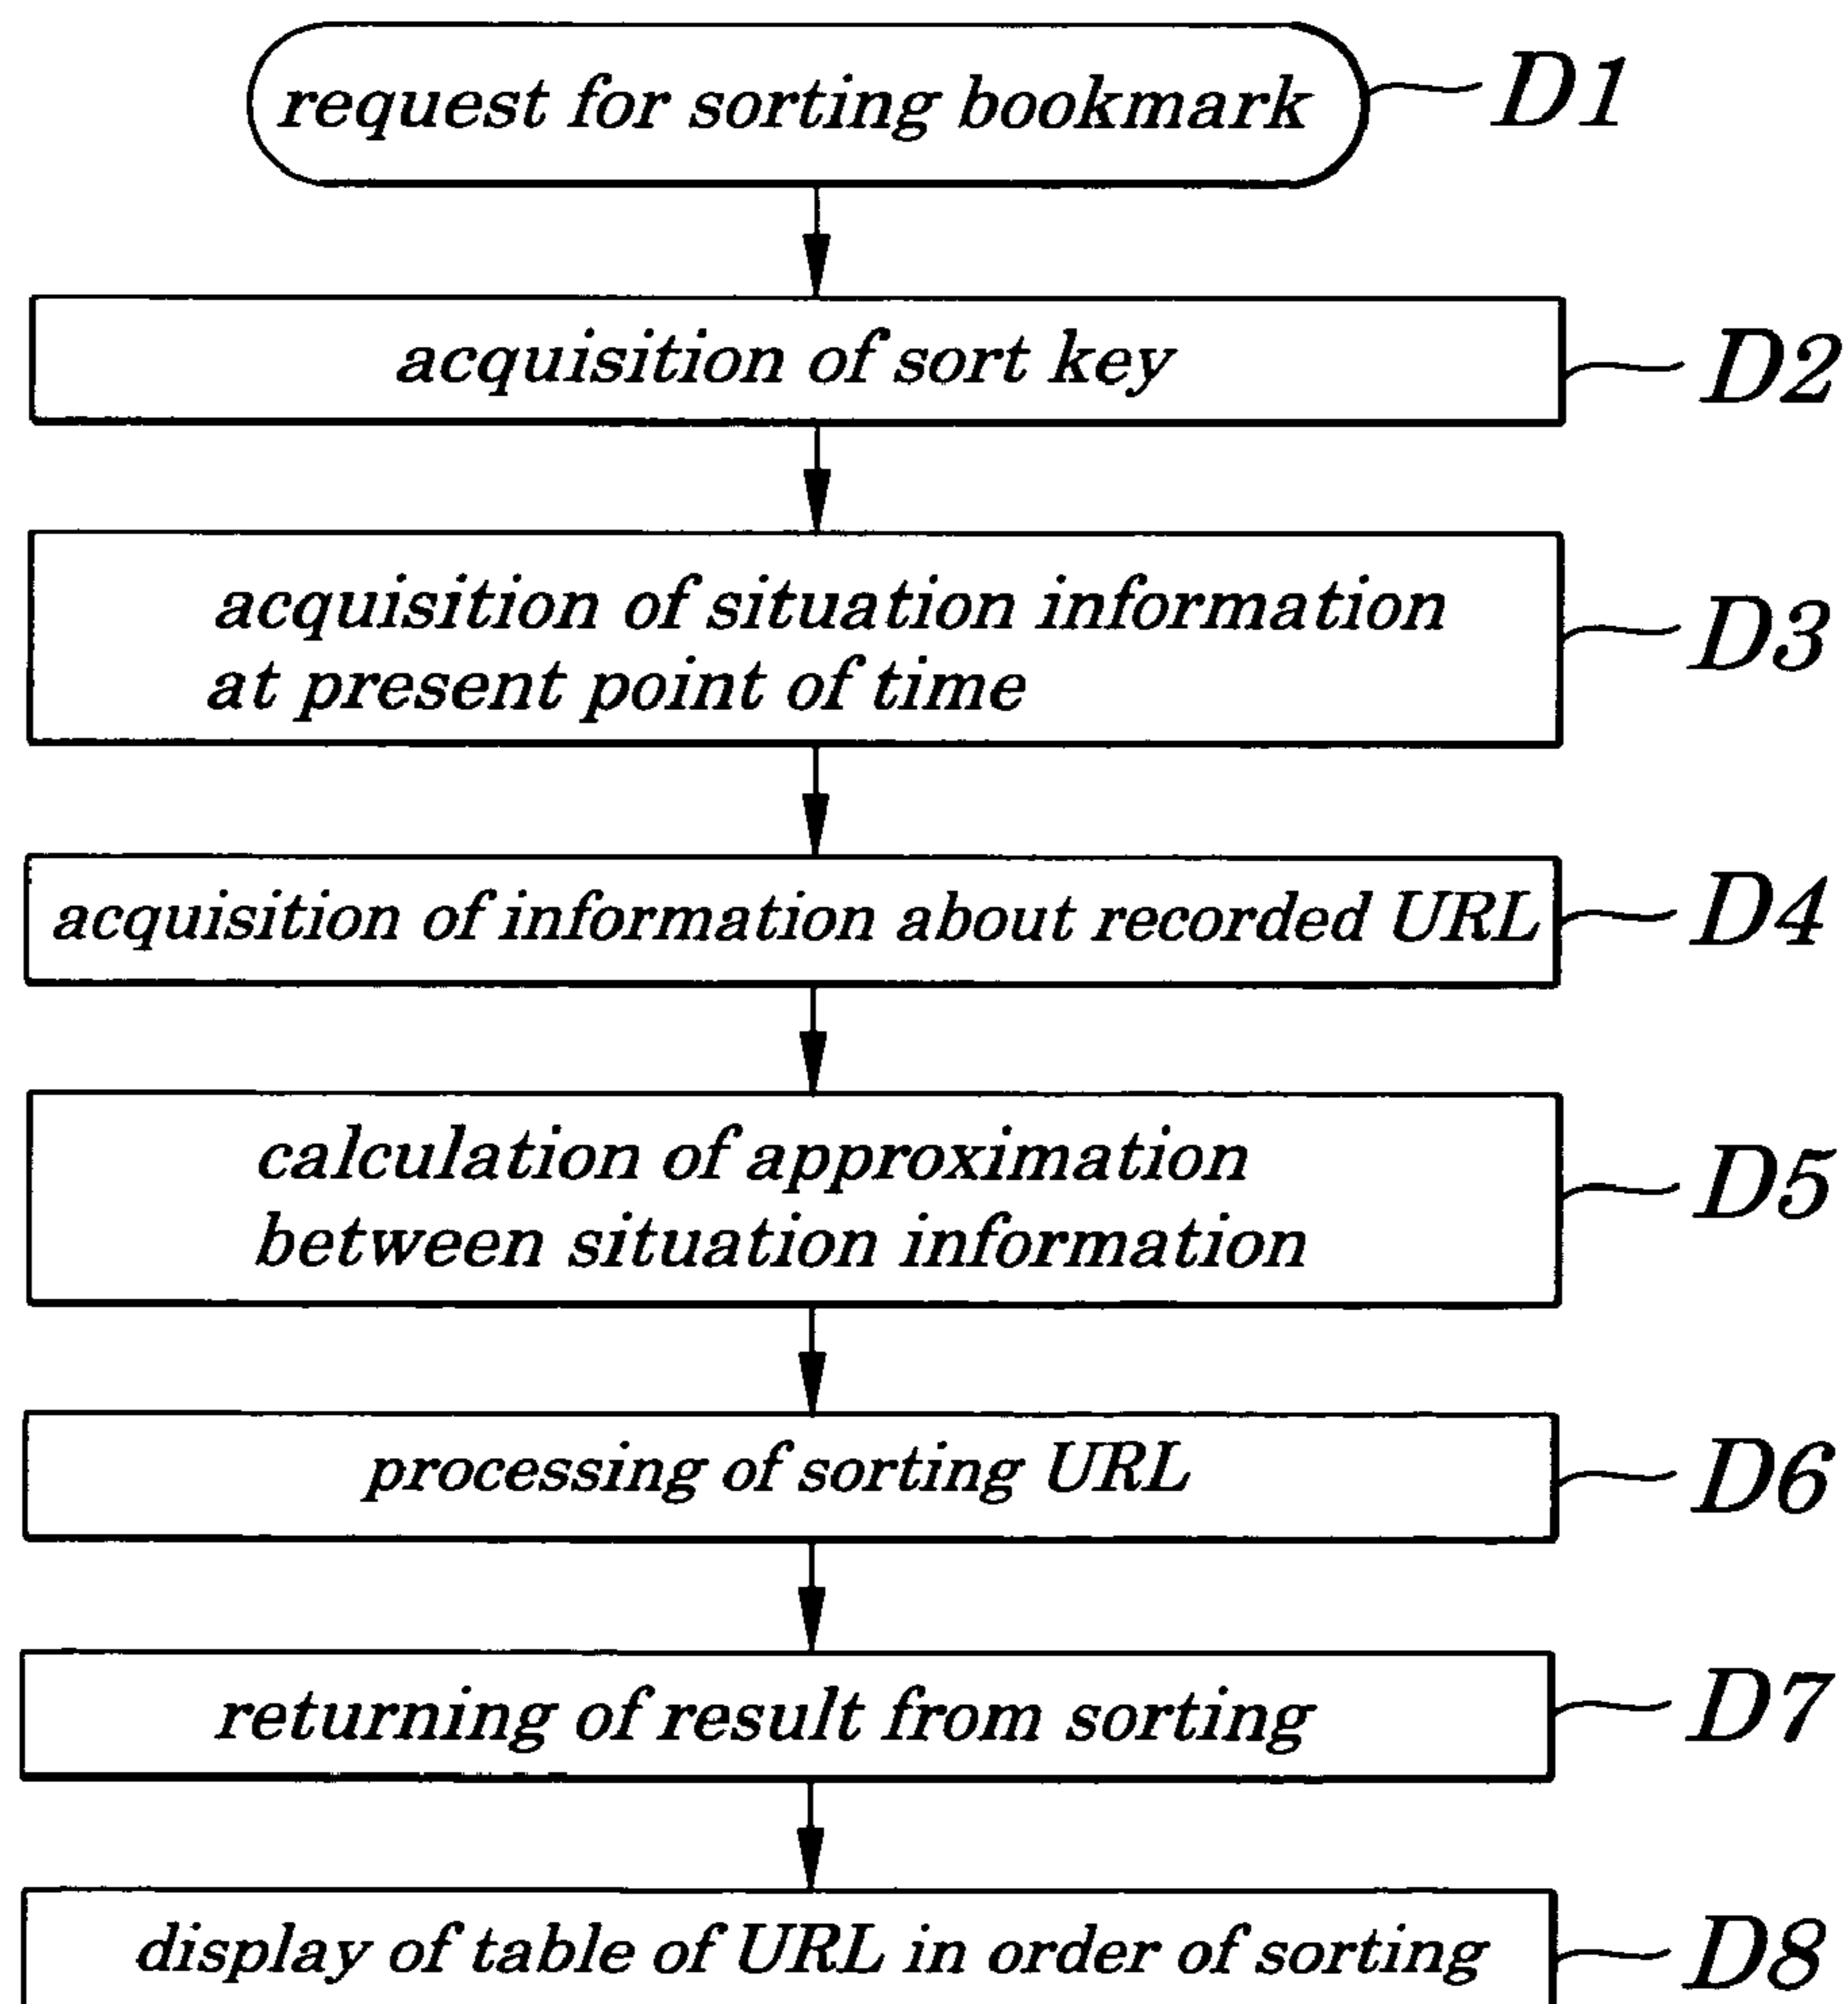 request for sorting bookmark D1
acquisition of sort key D2
acquisition of situation information
at present point of time
D3
acquisition of information about recorded URL D4
calculation of approximation
between situation information
D5
processing of sorting URL D6
returning of result from sorting D7
display of table of URL in order of sorting D8